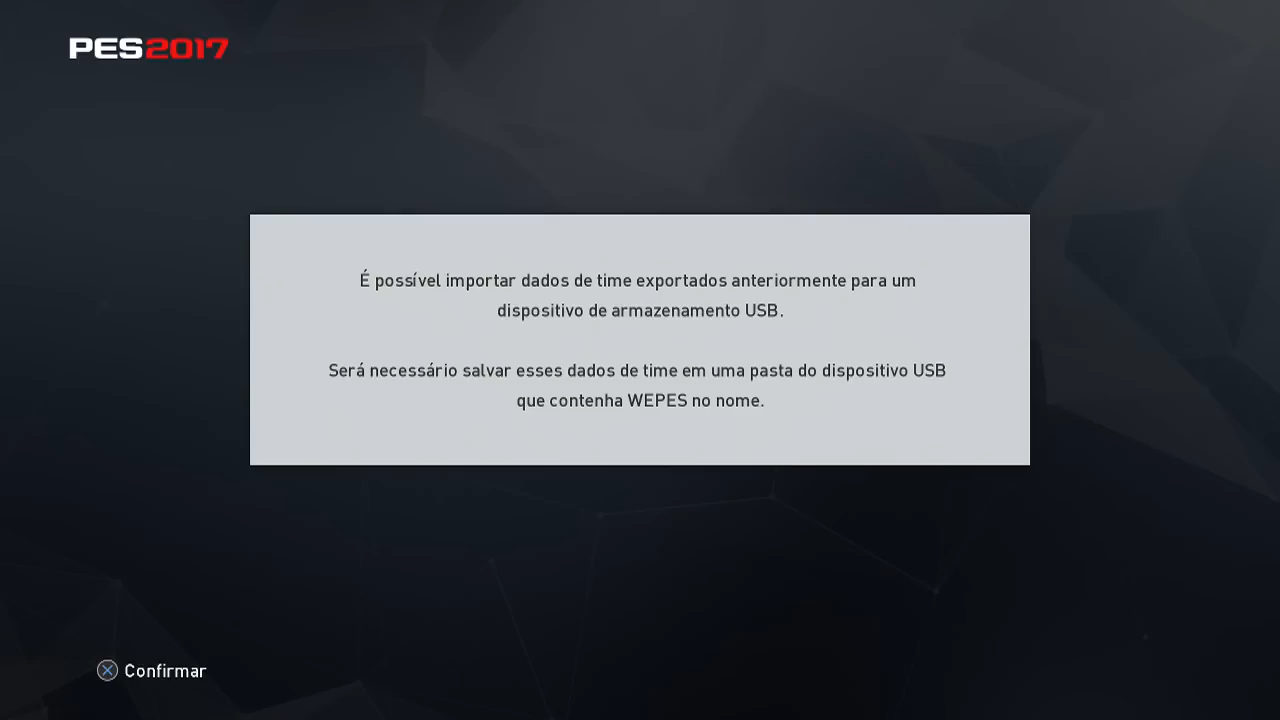 PES2017
É possível importar dados de time exportados anteriormente para um
dispositivo de armazenamento USB.
Será necessário salvar esses dados de time em uma pasta do dispositivo USB
que contenha WEPES no nome.
Confirmar